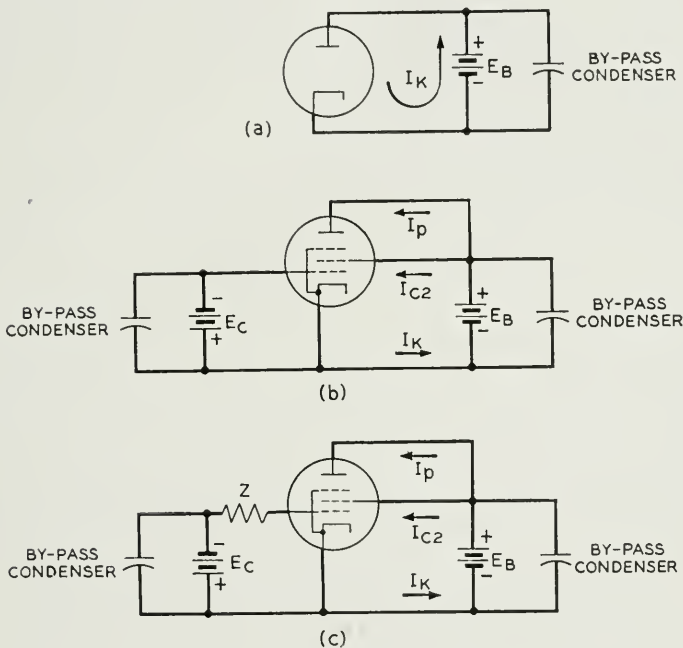 +
I_K
E_B
-
BY-PASS
CONDENSER
(a)
I_p
BY-PASS
CONDENSER
-
E_C
+
I_C2
+
E_B
-
BY-PASS
CONDENSER
I_K
(b)
Z
I_p
BY-PASS
CONDENSER
-
E_C
+
I_C2
+
E_B
-
BY-PASS
CONDENSER
I_K
(c)